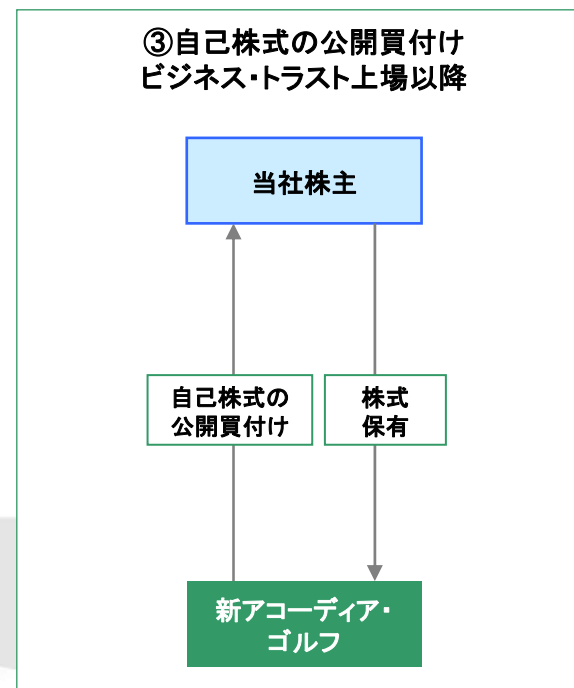 ③自己株式の公開買付け
ビジネス・トラスト上場以降
当社株主
自己株式の
公開買付け
株式
保有
新アコーディア・
ゴルフ